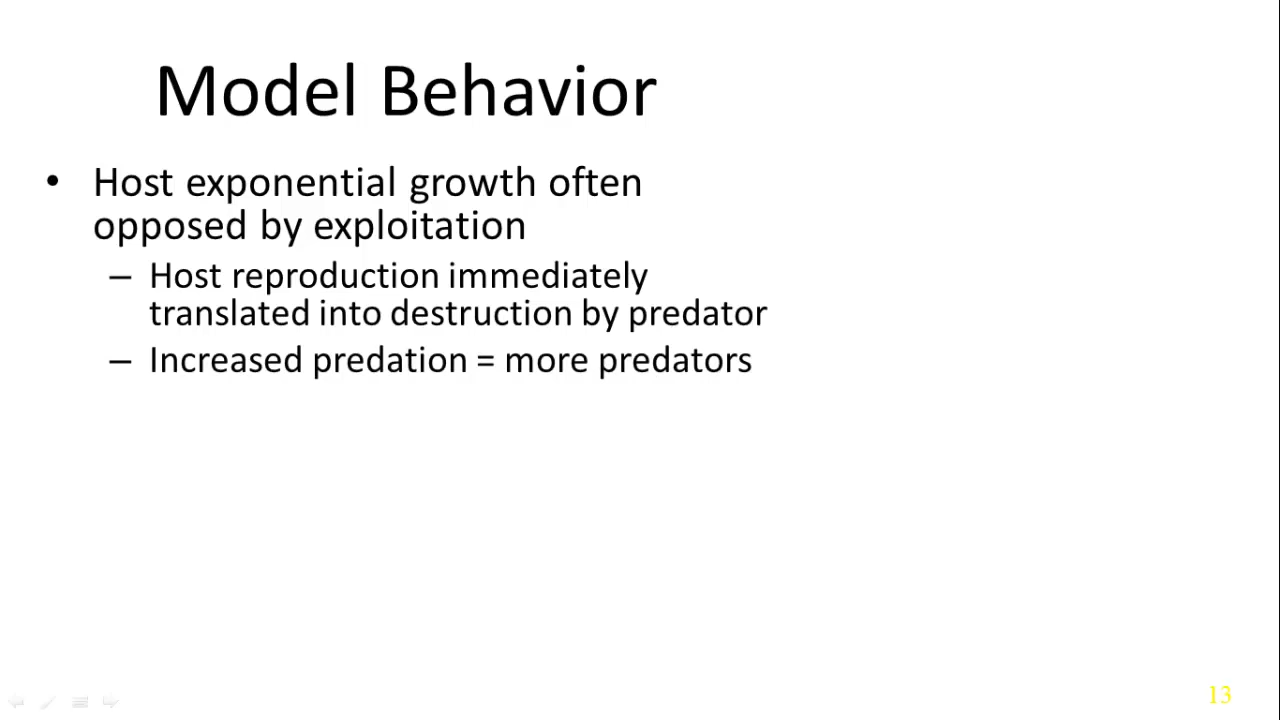 Model Behavior
• Host exponential growth often
opposed by exploitation
– Host reproduction immediately
translated into destruction by predator
– Increased predation = more predators
13